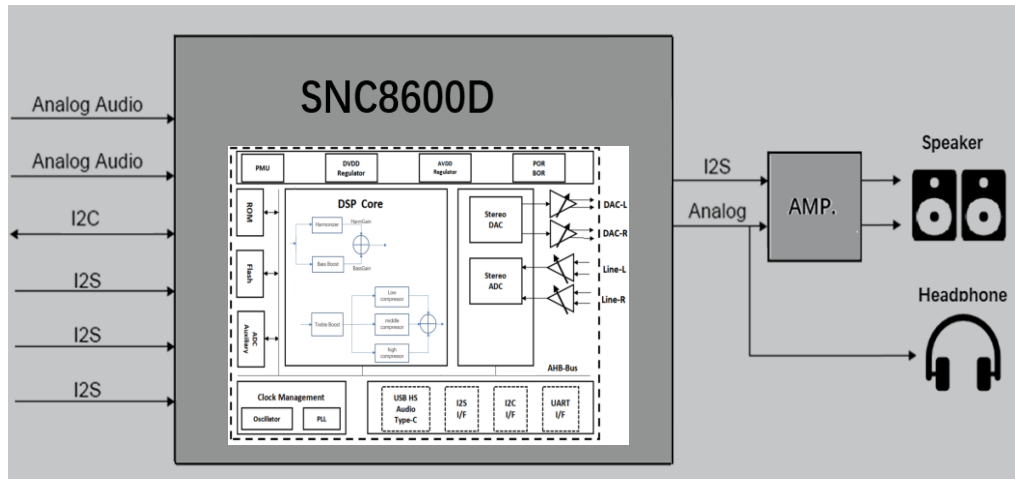 SNC8600D
Analog Audio
Analog Audio
I2C
I2S
I2S
I2S
PMU
DVDD
Regulator
AVDD
Regulator
POR
BOR
ROM
Flash
ADC
Auxiliary
DSP Core
Harmonizer
HarmGain
Bass Boost
BassGain
Treble Boost
Low
compressor
middle
compressor
high
compressor
Stereo
DAC
Stereo
ADC
DAC-L
DAC-R
Line-L
Line-R
AHB-Bus
Clock Management
Oscillator
PLL
USB HS
Audio
Type-C
I2S
I/F
I2C
I/F
UART
I/F
I2S
Analog
AMP.
Speaker
Headphone